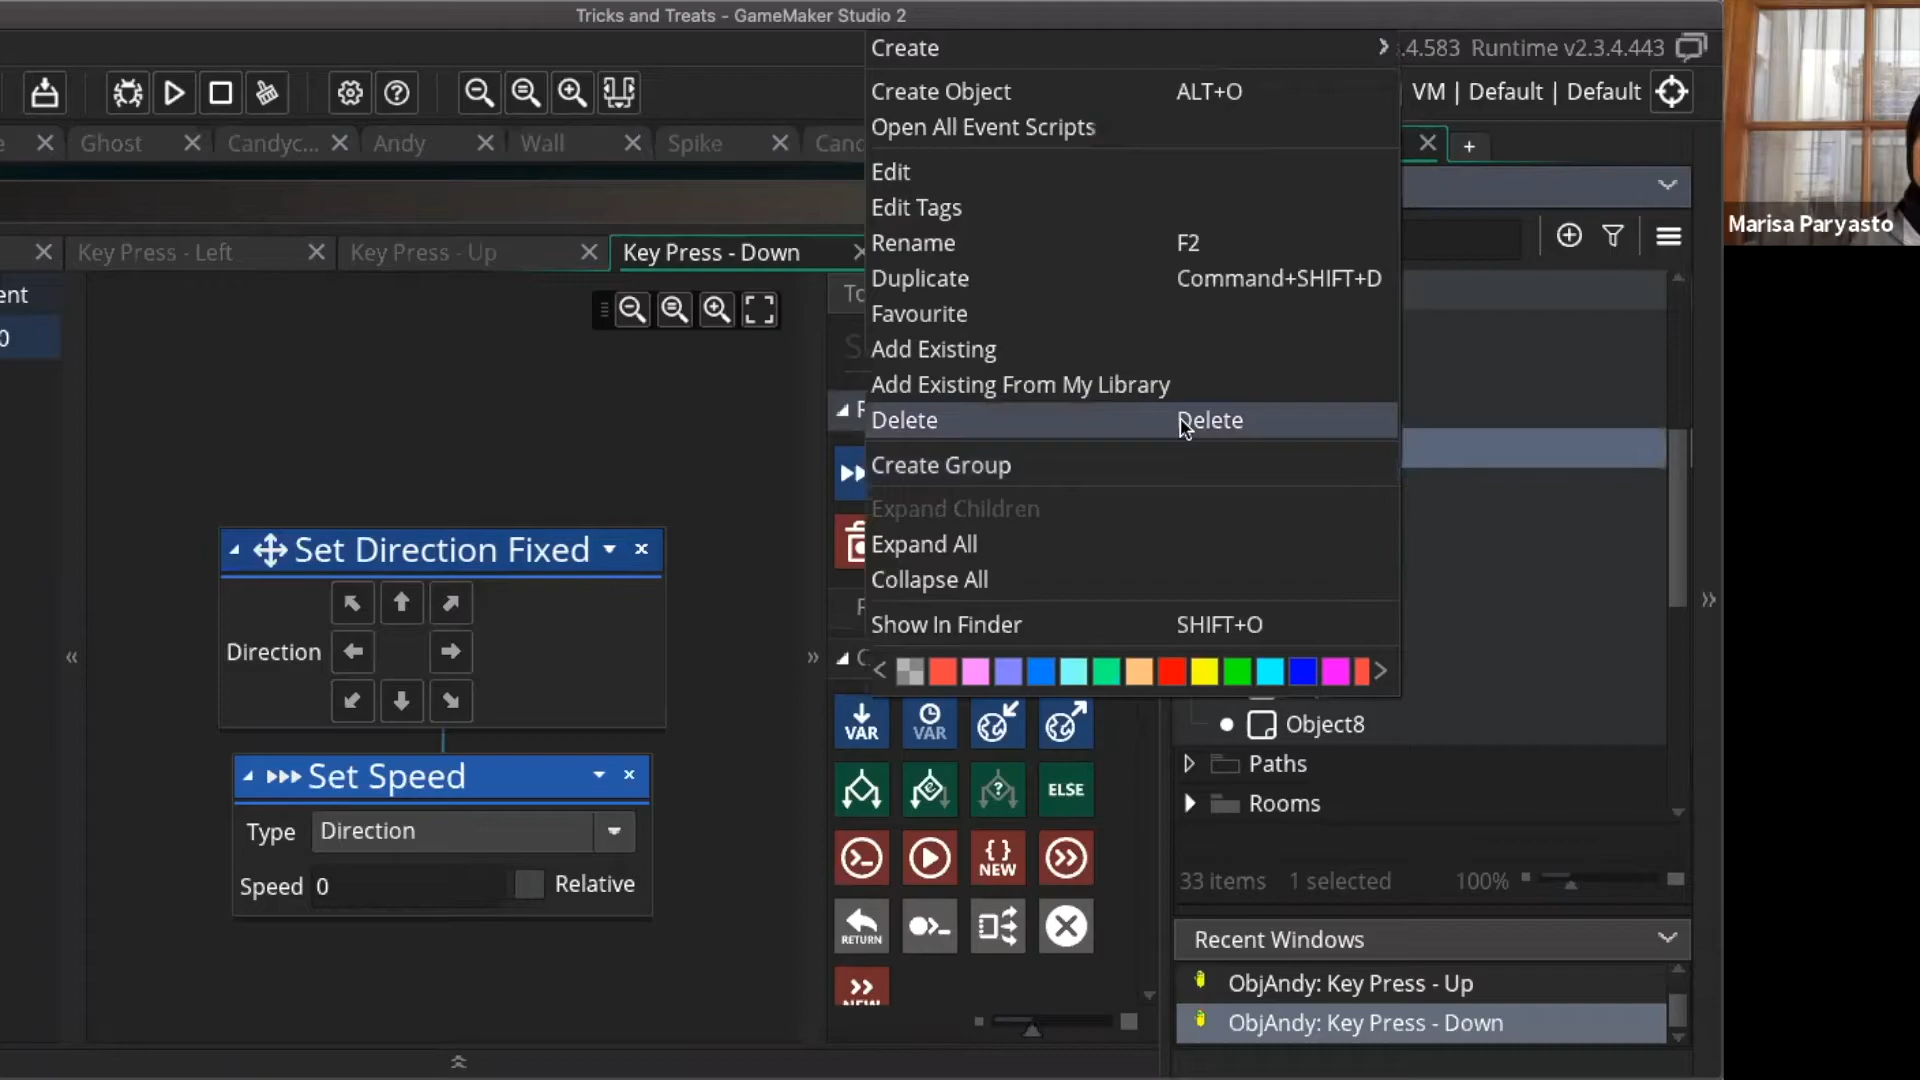 Tricks and Treats - GameMaker Studio 2
Create
.4.583 Runtime v2.3.4.443
Create Object ALT+O
VM | Default | Default
Open All Event Scripts
Ghost Candyc... Andy Wall Spike Cand
Edit
Edit Tags
Marisa Paryasto
Rename F2
Key Press - Left Key Press - Up Key Press - Down
Duplicate Command+SHIFT+D
ent
Favourite
0
Add Existing
Add Existing From My Library
Delete Delete
Create Group
Expand Children
Expand All
Set Direction Fixed
Collapse All
Show In Finder SHIFT+O
Direction
VAR VAR
Object8
Paths
Set Speed
ELSE
Rooms
Type Direction
NEW
33 items 1 selected 100%
Speed 0 Relative
RETURN
Recent Windows
ObjAndy: Key Press - Up
NEW
ObjAndy: Key Press - Down